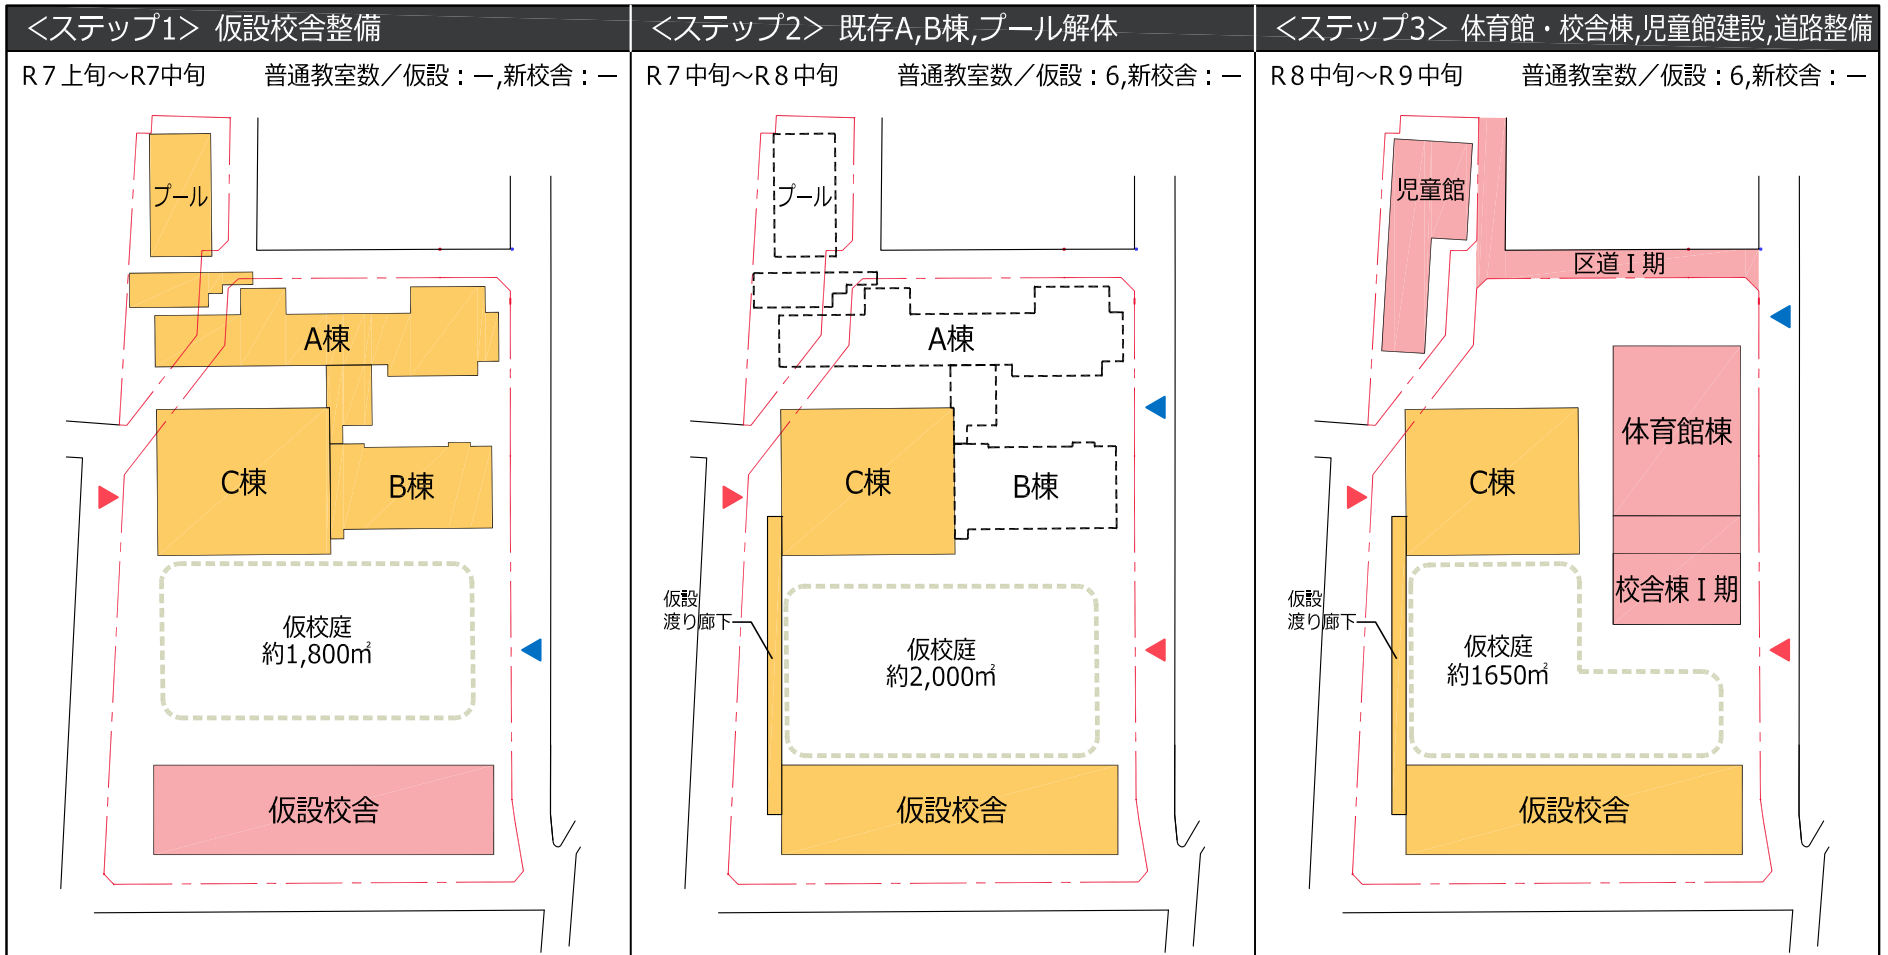 ＜ステップ1＞ 仮設校舎整備
R７上旬～R7中旬　普通教室数／仮設：－,新校舎：－
プール
A棟
C棟
B棟
仮校庭
約1,800㎡
仮設校舎
＜ステップ2＞ 既存A,B棟,プール解体
R７中旬～R８中旬　普通教室数／仮設：6,新校舎：－
プール
A棟
C棟
B棟
仮設
渡り廊下
仮校庭
約2,000㎡
仮設校舎
＜ステップ3＞ 体育館・校舎棟,児童館建設,道路整備
R８中旬～R９中旬　普通教室数／仮設：6,新校舎：－
児童館
区道Ⅰ期
体育館棟
C棟
校舎棟Ⅰ期
仮設
渡り廊下
仮校庭
約1650㎡
仮設校舎